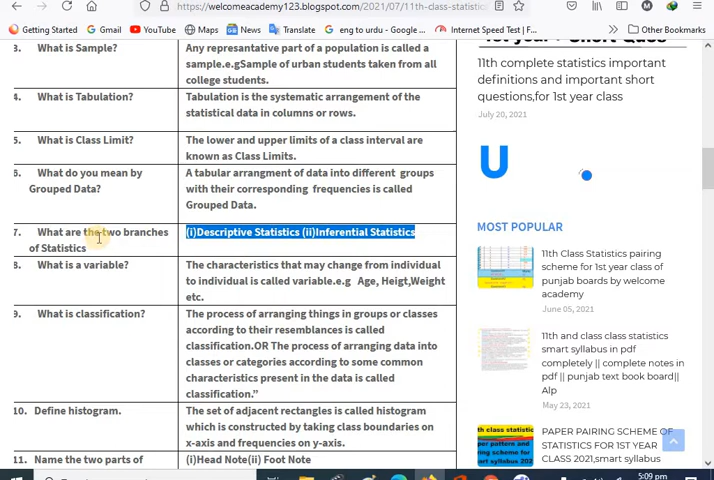 https://welcomeacademy123.blogspot.com/2021/07/11th-class-statistic
Getting Started
Gmail
YouTube
Maps
News
Translate
eng to urdu - Google ...
Internet Speed Test | F...
Other Bookmarks
3. What is Sample?
Any represantative part of a population is called a
sample.e.gSample of urban students taken from all
college students.
4. What is Tabulation?
Tabulation is the systematic arrangement of the
statistical data in columns or rows.
5. What is Class Limit?
The lower and upper limits of a class interval are
known as Class Limits.
6. What do you mean by
Grouped Data?
A tabular arrangment of data into different groups
with their corresponding frequencies is called
Grouped Data.
7. What are the two branches
of Statistics
(i)Descriptive Statistics (ii)Inferential Statistics
8. What is a variable?
The characteristics that may change from individual
to individual is called variable.e.g Age, Heigt,Weight
etc.
9. What is classification?
The process of arranging things in groups or classes
according to their resemblances is called
classification.OR The process of arranging data into
classes or categories according to some common
characteristics present in the data is called
classification.”
10. Define histogram.
The set of adjacent rectangles is called histogram
which is constructed by taking class boundaries on
x-axis and frequencies on y-axis.
11. Name the two parts of
(i)Head Note(ii) Foot Note
1st year + Short Ques
11th complete statistics important
definitions and important short
questions,for 1st year class
July 20, 2021
U
MOST POPULAR
11th Class Statistics pairing
scheme for 1st year class of
punjab boards by welcome
academy
June 05, 2021
11th and class class statistics
smart syllabus in pdf
completely || complete notes in
pdf || punjab text book board||
Alp
May 23, 2021
PAPER PAIRING SCHEME OF
STATISTICS FOR 1ST YEAR
CLASS 2021,smart syllabus
5:09 pm